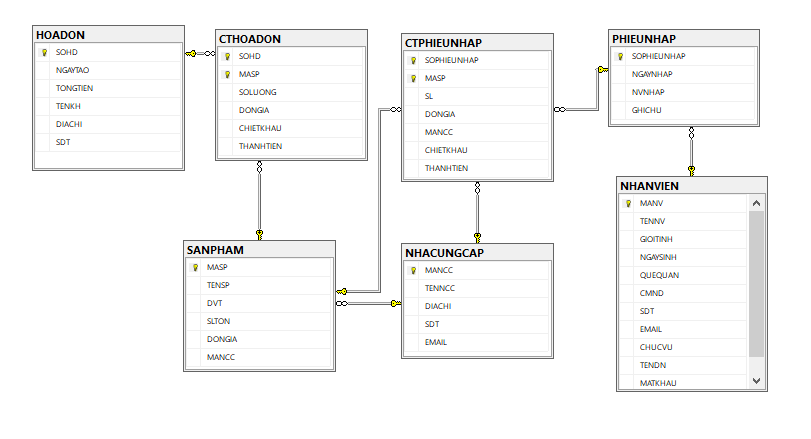 HOADON
SOHD
NGAYTAO
TONGTIEN
TENKH
DIACHI
SDT
CTHOADON
SOHD
MASP
SOLUONG
DONGIA
CHIETKHAU
THANHTIEN
CTPHIEUNHAP
SOPHIEUNHAP
MASP
SL
DONGIA
MANCC
CHIETKHAU
THANHTIEN
PHIEUNHAP
SOPHIEUNHAP
NGAYNHAP
NVNHAP
GHICHU
SANPHAM
MASP
TENSP
DVT
SLTON
DONGIA
MANCC
NHACUNGCAP
MANCC
TENNCC
DIACHI
SDT
EMAIL
NHANVIEN
MANV
TENNV
GIOITINH
NGAYSINH
QUEQUAN
CMND
SDT
EMAIL
CHUCVU
TENDN
MATKHAU